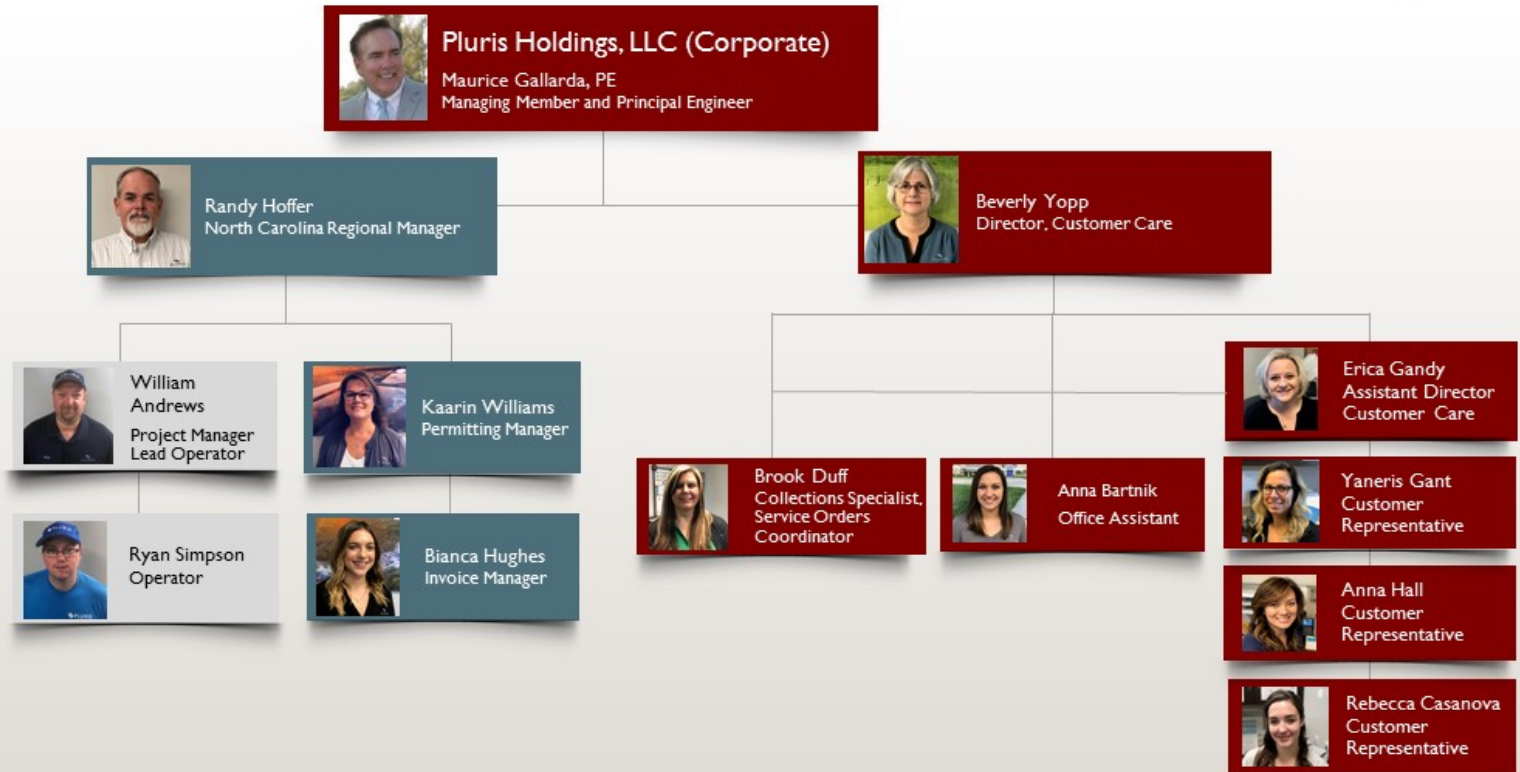 Pluris Holdings, LLC (Corporate)
Maurice Gallarda, PE
Managing Member and Principal Engineer
Randy Hoffer
North Carolina Regional Manager
Beverly Yopp
Director, Customer Care
William
Andrews
Project Manager
Lead Operator
Kaarin Williams
Permitting Manager
Erica Gandy
Assistant Director
Customer Care
Brook Duff
Collections Specialist,
Service Orders
Coordinator
Anna Bartnik
Office Assistant
Yaneris Gant
Customer
Representative
Ryan Simpson
Operator
Bianca Hughes
Invoice Manager
Anna Hall
Customer
Representative
Rebecca Casanova
Customer
Representative